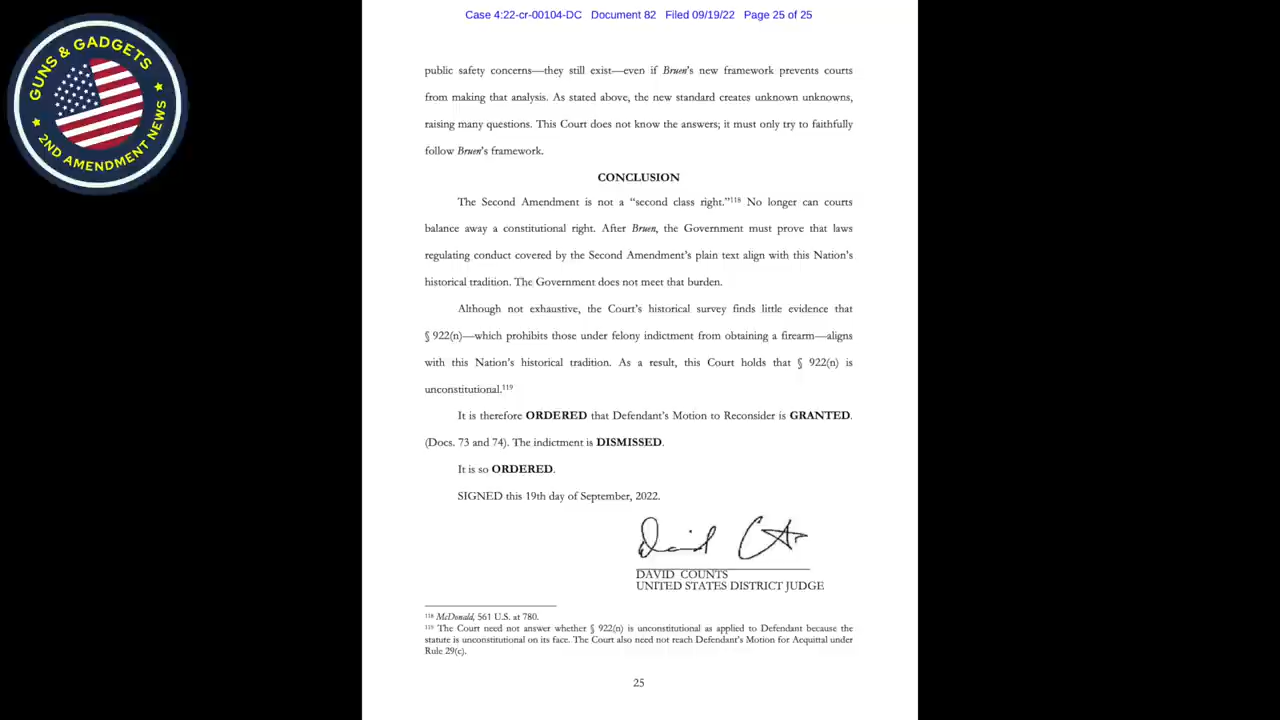 GUNS & GADGETS
2ND AMENDMENT NEWS
Case 4:22-cr-00104-DC Document 82 Filed 09/19/22 Page 25 of 25
public safety concerns—they still exist—even if Bruen's new framework prevents courts
from making that analysis. As stated above, the new standard creates unknown unknowns,
raising many questions. This Court does not know the answers; it must only try to faithfully
follow Bruen's framework.
CONCLUSION
The Second Amendment is not a “second class right.”118 No longer can courts
balance away a constitutional right. After Bruen, the Government must prove that laws
regulating conduct covered by the Second Amendment's plain text align with this Nation's
historical tradition. The Government does not meet that burden.
Although not exhaustive, the Court's historical survey finds little evidence that
§ 922(n)—which prohibits those under felony indictment from obtaining a firearm—aligns
with this Nation's historical tradition. As a result, this Court holds that § 922(n) is
unconstitutional.119
It is therefore ORDERED that Defendant's Motion to Reconsider is GRANTED.
(Docs. 73 and 74). The indictment is DISMISSED.
It is so ORDERED.
SIGNED this 19th day of September, 2022.
DAVID COUNTS
UNITED STATES DISTRICT JUDGE
118 McDonald, 561 U.S. at 780.
119 The Court need not answer whether § 922(n) is unconstitutional as applied to Defendant because the
statute is unconstitutional on its face. The Court also need not reach Defendant's Motion for Acquittal under
Rule 29(c).
25